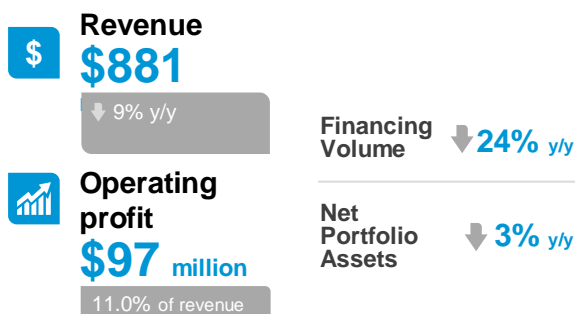 $
Revenue
$881
9% y/y
Operating
profit
$97 million
11.0% of revenue
Financing
Volume
24% y/y
Net
Portfolio
Assets
3% y/y